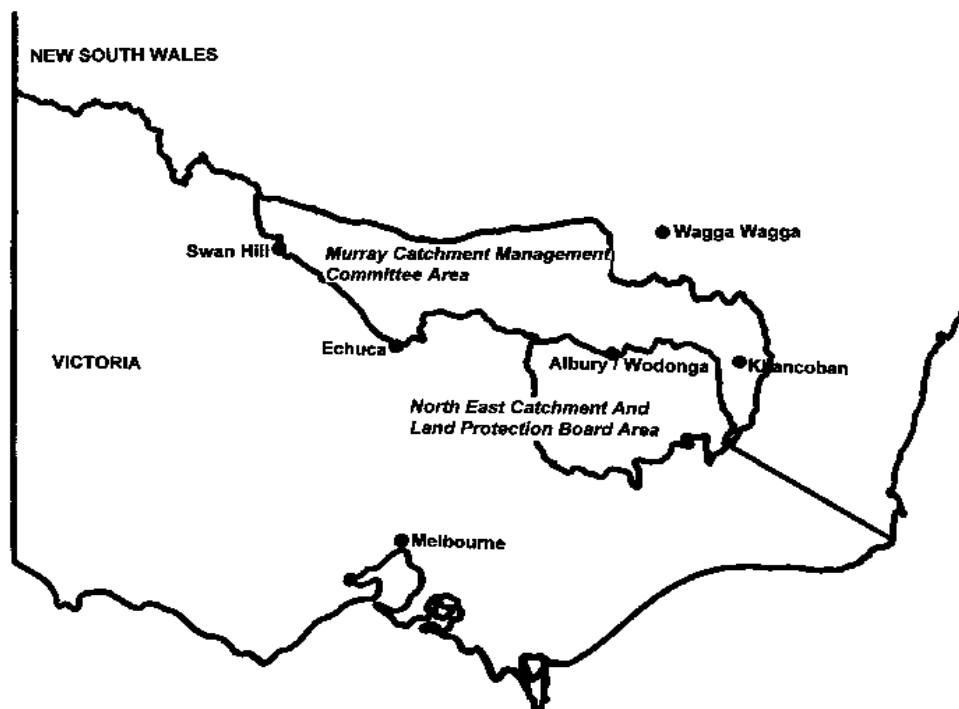 NEW SOUTH WALES
Wagga Wagga
Swan Hill
Murray Catchment Management
Committee Area
Echuca
VICTORIA
Albury / Wodonga
Khancoban
North East Catchment And
Land Protection Board Area
Melbourne